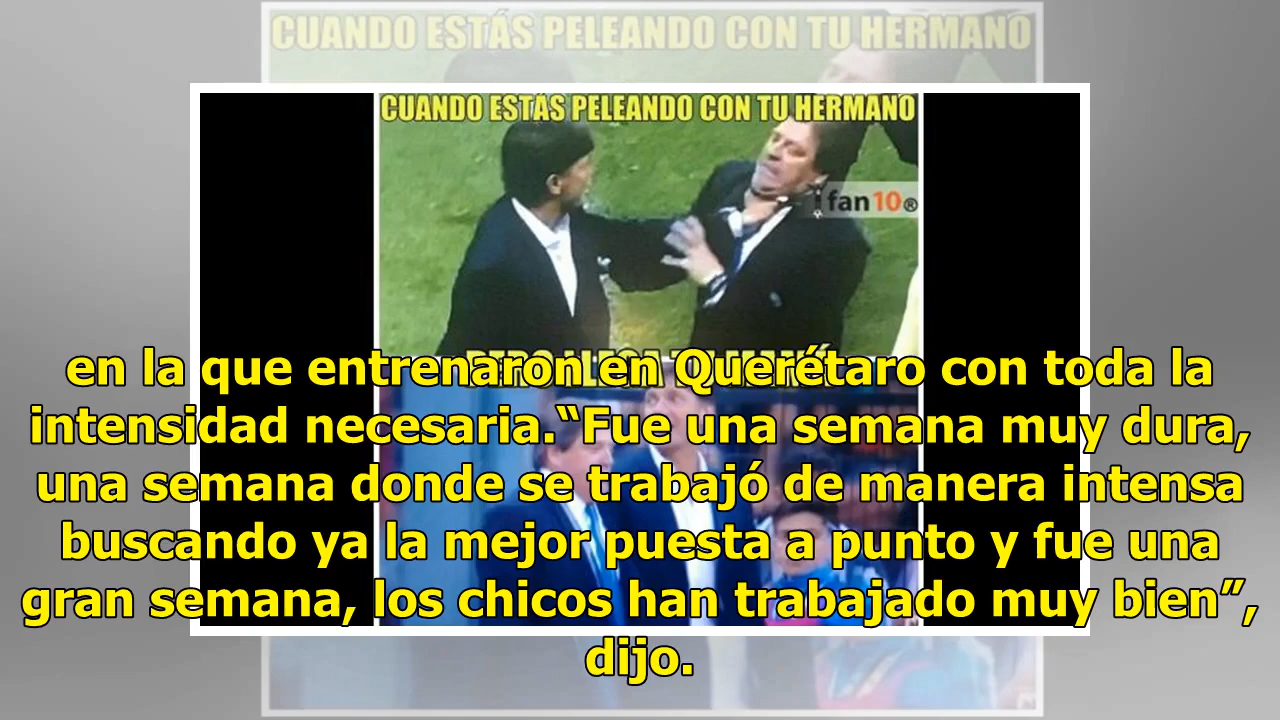 CUANDO ESTÁS PELEANDO CON TU HERMANO
CUANDO ESTÁS PELEANDO CON TU HERMANO
fan10®
en la que entrenaron en Querétaro con toda la
intensidad necesaria.“Fue una semana muy dura,
una semana donde se trabajó de manera intensa
buscando ya la mejor puesta a punto y fue una
gran semana, los chicos han trabajado muy bien”,
dijo.